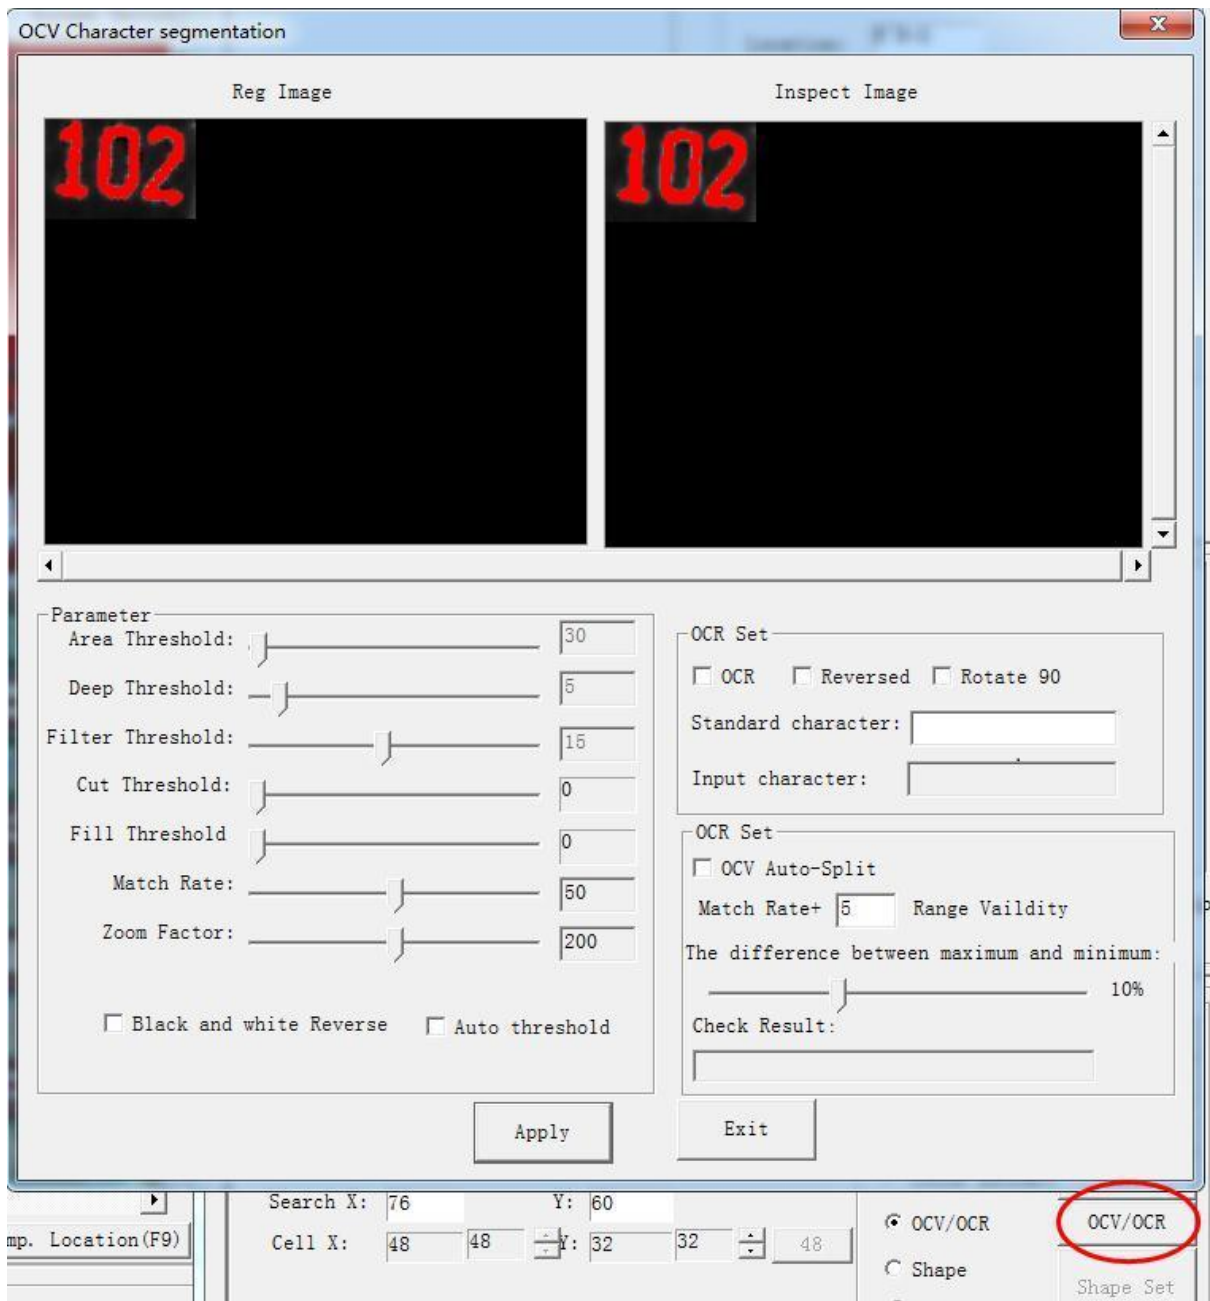 OCV Character segmentation
Reg Image
Inspect Image
102
102
Parameter
Area Threshold: 30
Deep Threshold: 5
Filter Threshold: 15
Cut Threshold: 0
Fill Threshold 0
Match Rate: 50
Zoom Factor: 200
Black and white Reverse
Auto threshold
OCR Set
OCR Reversed Rotate 90
Standard character:
Input character:
OCR Set
OCV Auto-Split
Match Rate+ 5 Range Vaildity
The difference between maximum and minimum:
10%
Check Result:
Apply
Exit
Search X: 76 Y: 60
mp. Location(F9)
Cell X: 48 48 Y: 32 32 48
OCV/OCR
OCV/OCR
Shape
Shape Set